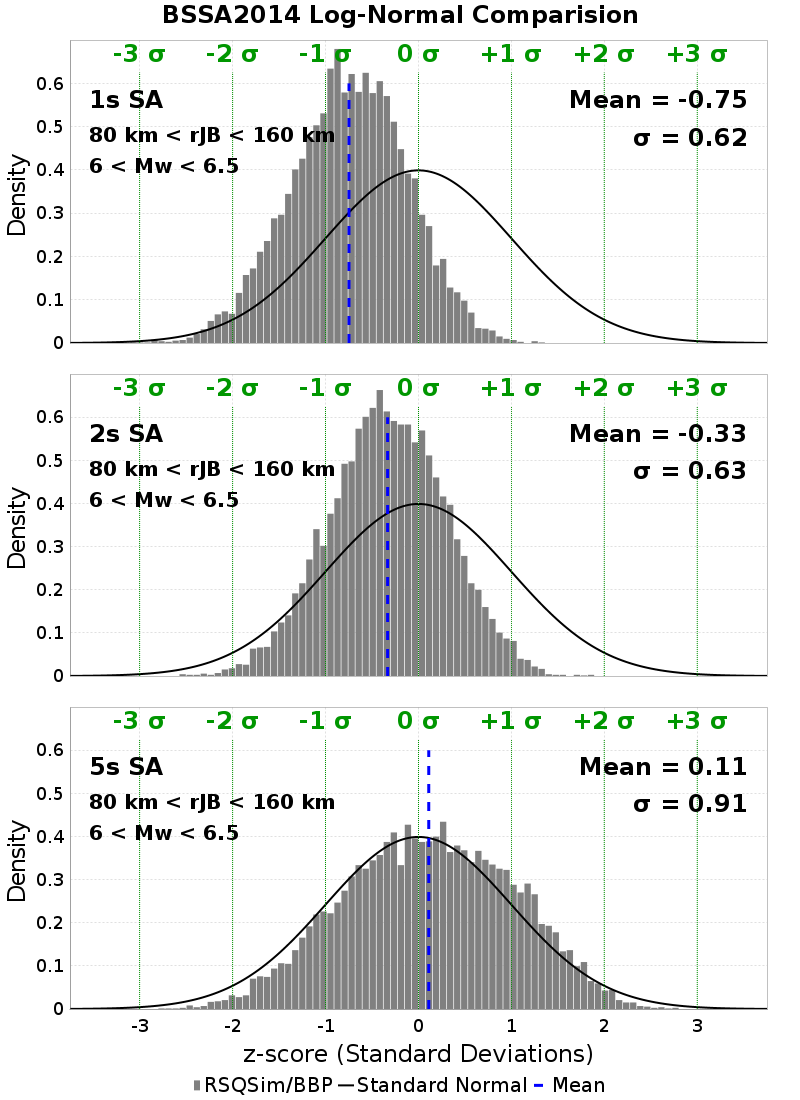 BSSA2014 Log-Normal Comparision
-3 σ -2 σ -1 σ 0 σ +1 σ +2 σ +3 σ
1s SA
Mean = -0.75
80 km < rJB < 160 km
σ = 0.62
6 < Mw < 6.5
0.6
0.5
0.4
0.3
0.2
0.1
0
Density
-3 σ -2 σ -1 σ 0 σ +1 σ +2 σ +3 σ
2s SA
Mean = -0.33
80 km < rJB < 160 km
σ = 0.63
6 < Mw < 6.5
0.6
0.5
0.4
0.3
0.2
0.1
0
Density
-3 σ -2 σ -1 σ 0 σ +1 σ +2 σ +3 σ
5s SA
Mean = 0.11
80 km < rJB < 160 km
σ = 0.91
6 < Mw < 6.5
0.6
0.5
0.4
0.3
0.2
0.1
0
Density
-3 -2 -1 0 1 2 3
z-score (Standard Deviations)
RSQSim/BBP Standard Normal Mean